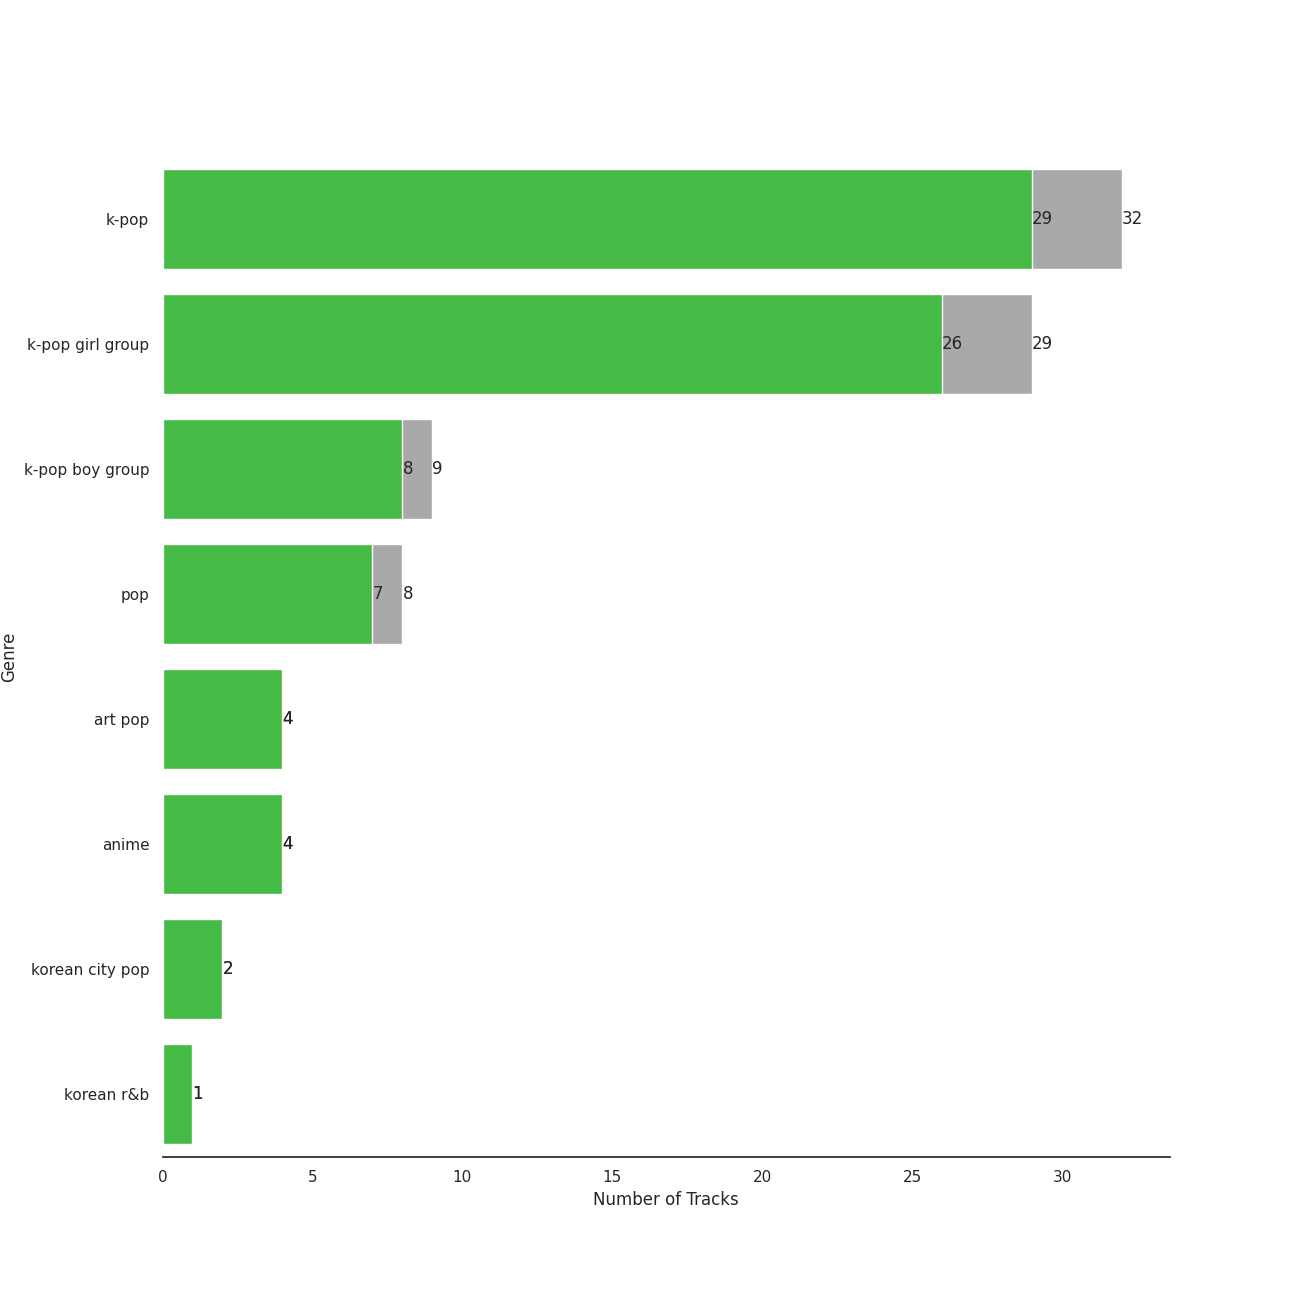 k-pop 29 32
k-pop girl group 26 29
k-pop boy group 8 9
pop 7 8
Genre
art pop 4
anime 4
korean city pop 2
korean r&b 1
0 5 10 15 20 25 30
Number of Tracks